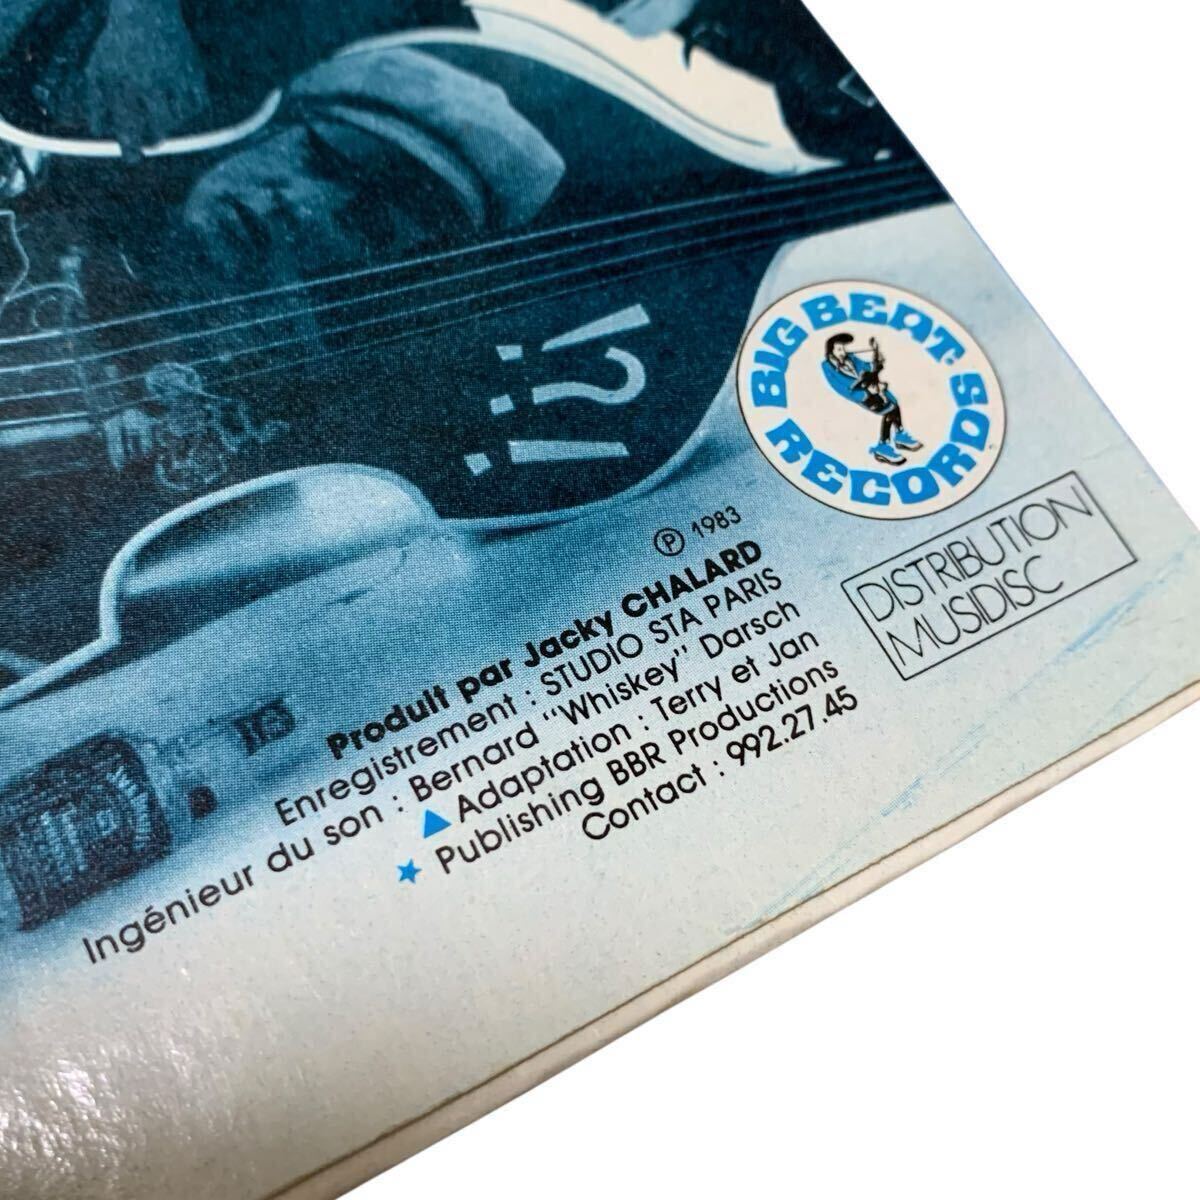 BIG BEAT
RECORDS
℗ 1983
Produit par Jacky CHALARD
Enregistrement : STUDIO STA PARIS
Ingénieur du son : Bernard "Whiskey" Darsch
▲ Adaptation : Terry et Jan
★ Publishing BBR Productions
Contact : 992.27.45
DISTRIBUTION
MUSIDISC